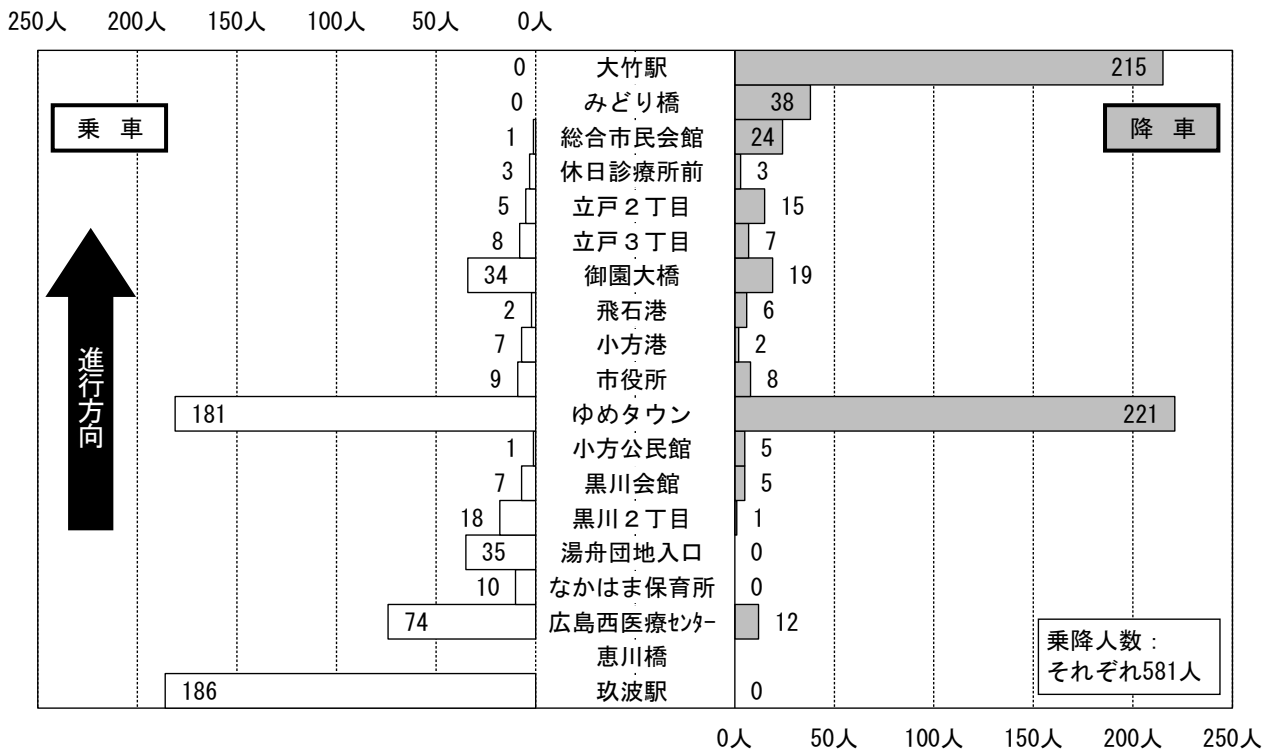 250人 200人 150人 100人 50人 0人
0 大竹駅 215
0 みどり橋 38
乗 車
降 車
1 総合市民会館 24
3 休日診療所前 3
5 立戸２丁目 15
8 立戸３丁目 7
34 御園大橋 19
2 飛石港 6
7 小方港 2
9 市役所 8
進行方向
181 ゆめタウン 221
1 小方公民館 5
7 黒川会館 5
18 黒川２丁目 1
35 湯舟団地入口 0
10 なかはま保育所 0
74 広島西医療ｾﾝﾀｰ 12
恵川橋
186 玖波駅 0
乗降人数：
それぞれ581人
0人 50人 100人 150人 200人 250人